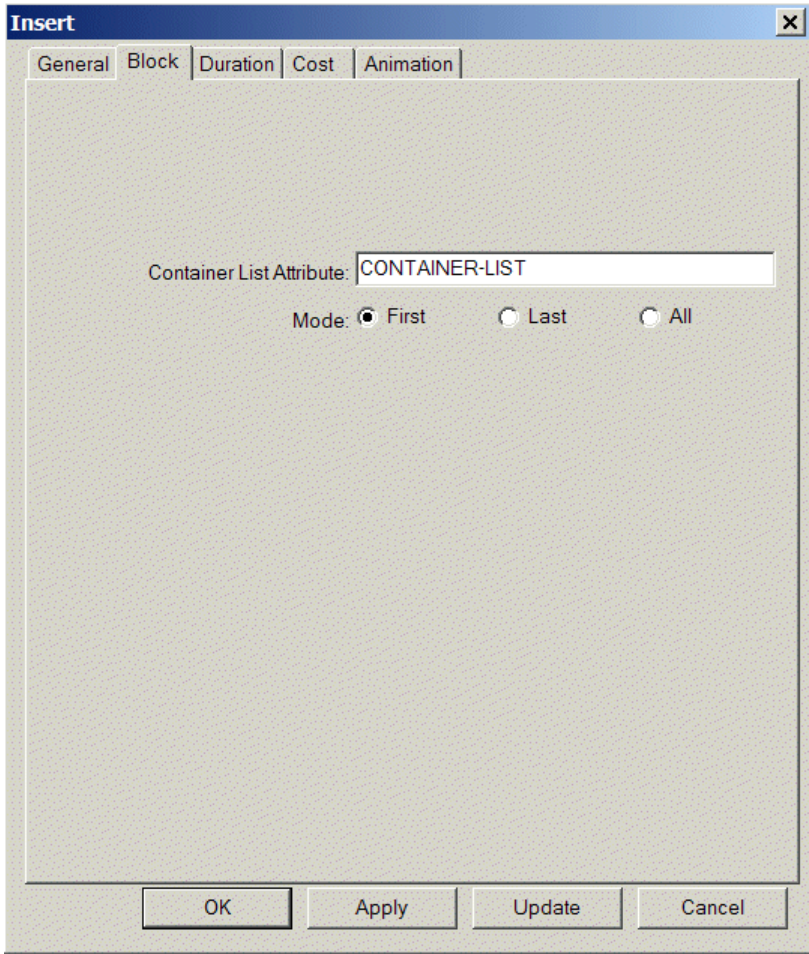 Insert
General Block Duration Cost Animation
Container List Attribute: CONTAINER-LIST
Mode: First Last All
OK Apply Update Cancel